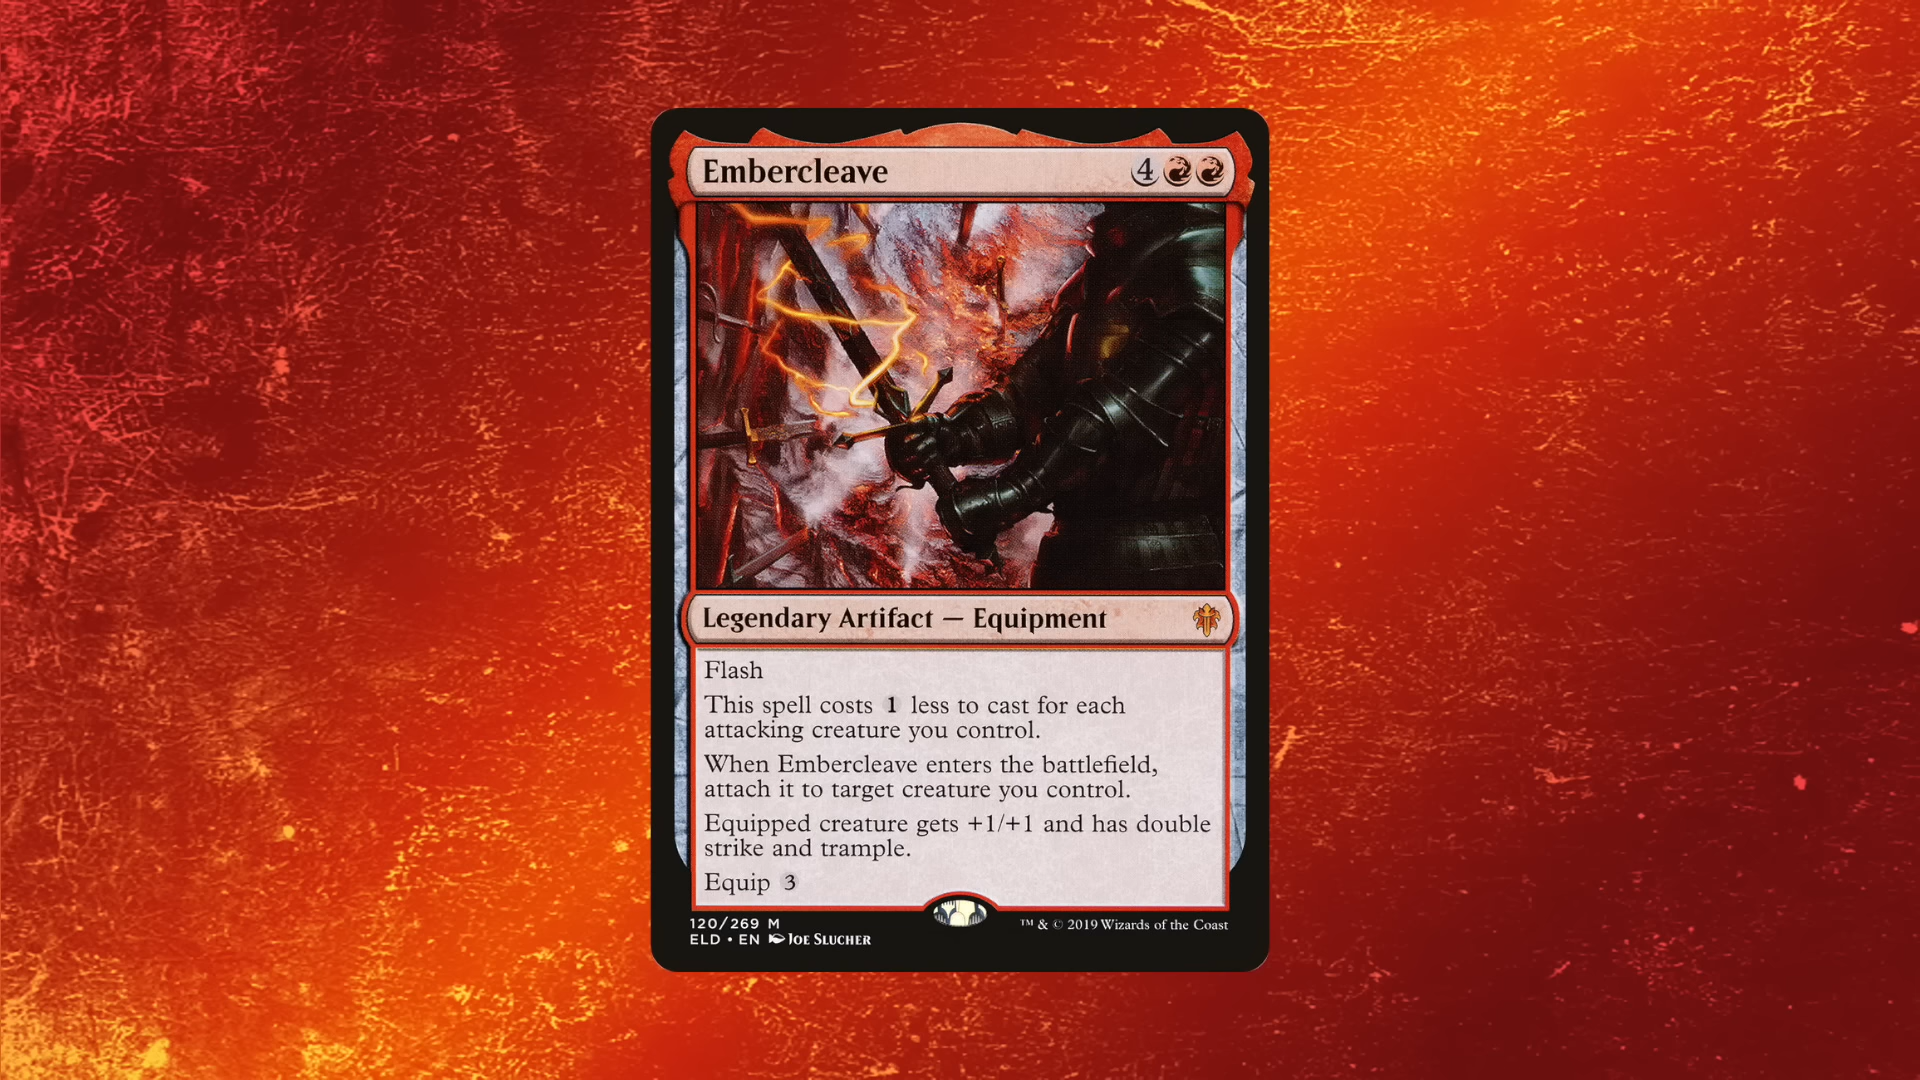 Embercleave 4
Legendary Artifact — Equipment
Flash
This spell costs 1 less to cast for each
attacking creature you control.
When Embercleave enters the battlefield,
attach it to target creature you control.
Equipped creature gets +1/+1 and has double
strike and trample.
Equip 3
120/269 M
ELD • EN Joe Slucher
™ & © 2019 Wizards of the Coast